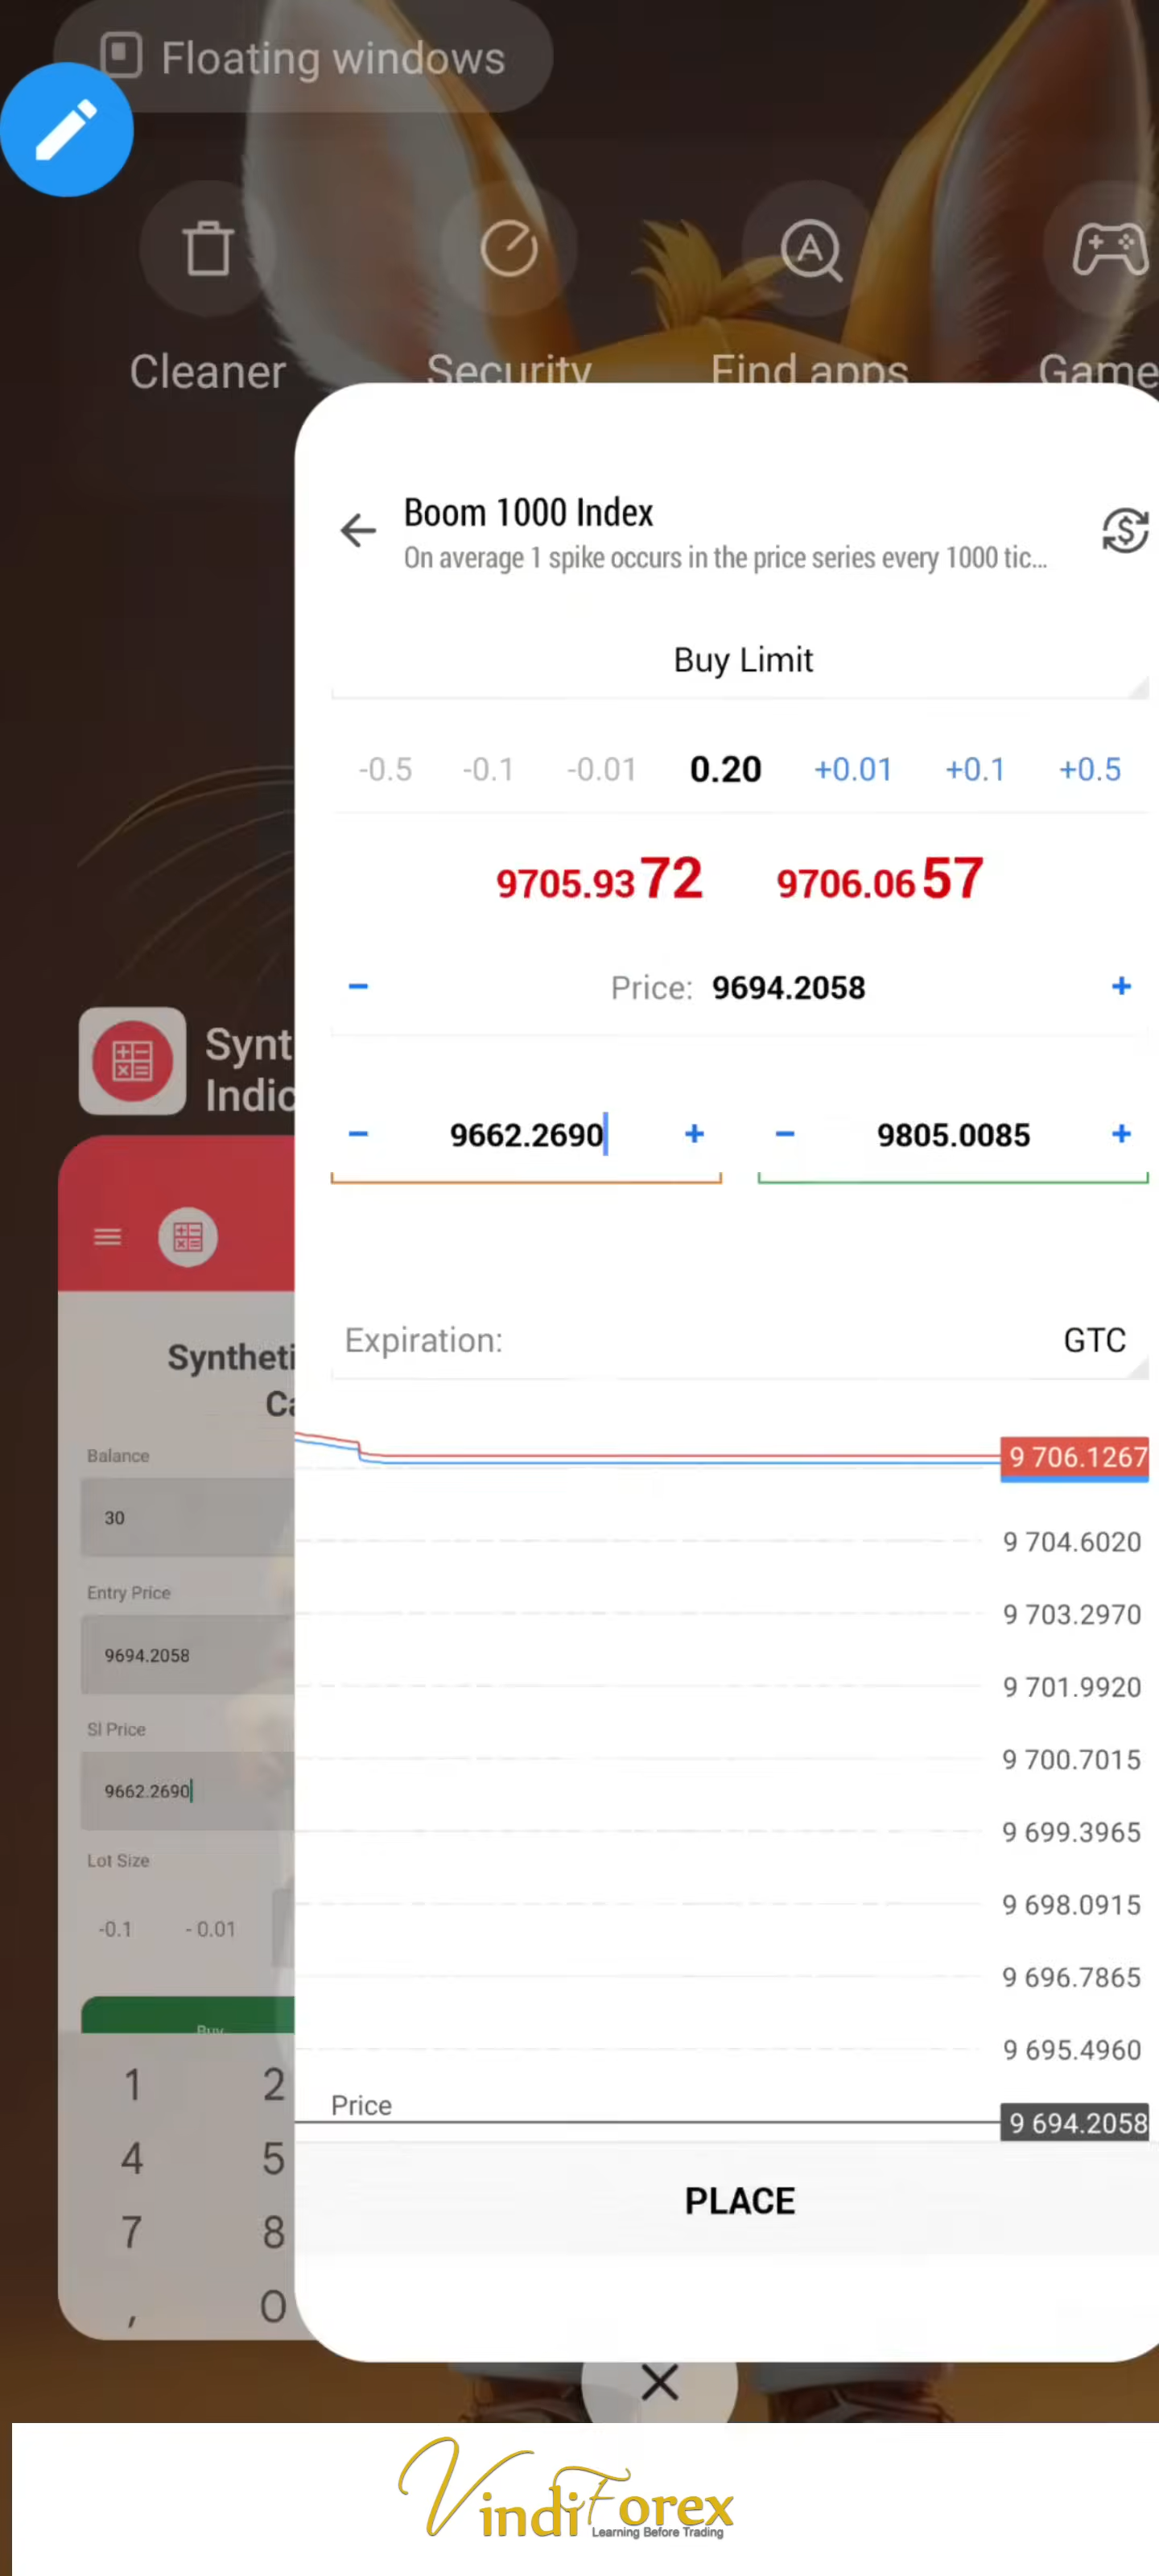 Floating windows
Cleaner
Security
Find apps
Game
Boom 1000 Index
On average 1 spike occurs in the price series every 1000 tic...
Buy Limit
-0.5 -0.1 -0.01 0.20 +0.01 +0.1 +0.5
9705.9372 9706.0657
− Price: 9694.2058 +
− 9662.2690 + − 9805.0085 +
Expiration: GTC
9 706.1267
9 704.6020
9 703.2970
9 701.9920
9 700.7015
9 699.3965
9 698.0915
9 696.7865
9 695.4960
Price
9 694.2058
PLACE
Synt
Indic
Syntheti
Ca
Balance
30
Entry Price
9694.2058
Sl Price
9662.2690
Lot Size
-0.1 - 0.01
Buy
1 2
4 5
7 8
, 0
VindiForex
Learning Before Trading